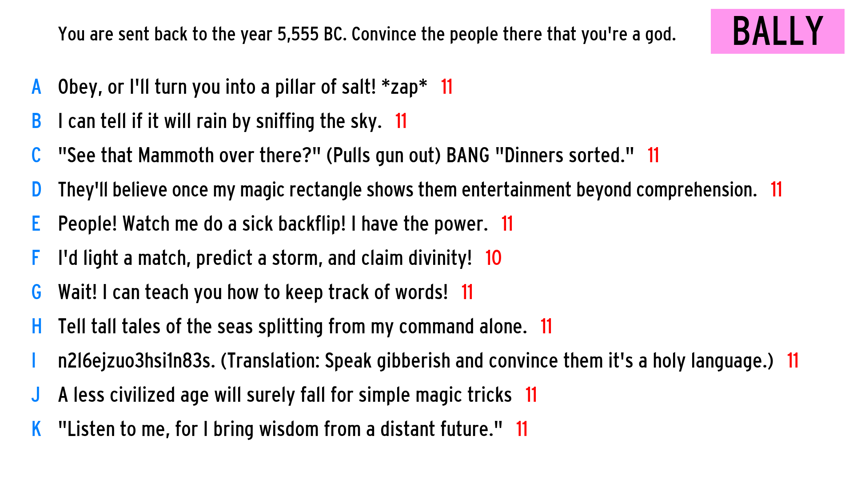 You are sent back to the year 5,555 BC. Convince the people there that you're a god.
BALLY
A Obey, or I'll turn you into a pillar of salt! *zap* 11
B I can tell if it will rain by sniffing the sky. 11
C "See that Mammoth over there?" (Pulls gun out) BANG "Dinners sorted." 11
D They'll believe once my magic rectangle shows them entertainment beyond comprehension. 11
E People! Watch me do a sick backflip! I have the power. 11
F I'd light a match, predict a storm, and claim divinity! 10
G Wait! I can teach you how to keep track of words! 11
H Tell tall tales of the seas splitting from my command alone. 11
I n2l6ejzuo3hsi1n83s. (Translation: Speak gibberish and convince them it's a holy language.) 11
J A less civilized age will surely fall for simple magic tricks 11
K "Listen to me, for I bring wisdom from a distant future." 11